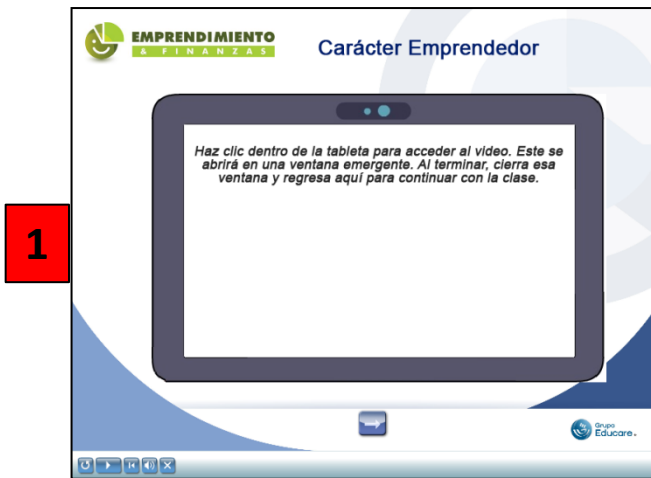 EMPRENDIMIENTO
& FINANZAS
Carácter Emprendedor
Haz clic dentro de la tableta para acceder al video. Este se
abrirá en una ventana emergente. Al terminar, cierra esa
ventana y regresa aquí para continuar con la clase.
1
Grupo
Educare.